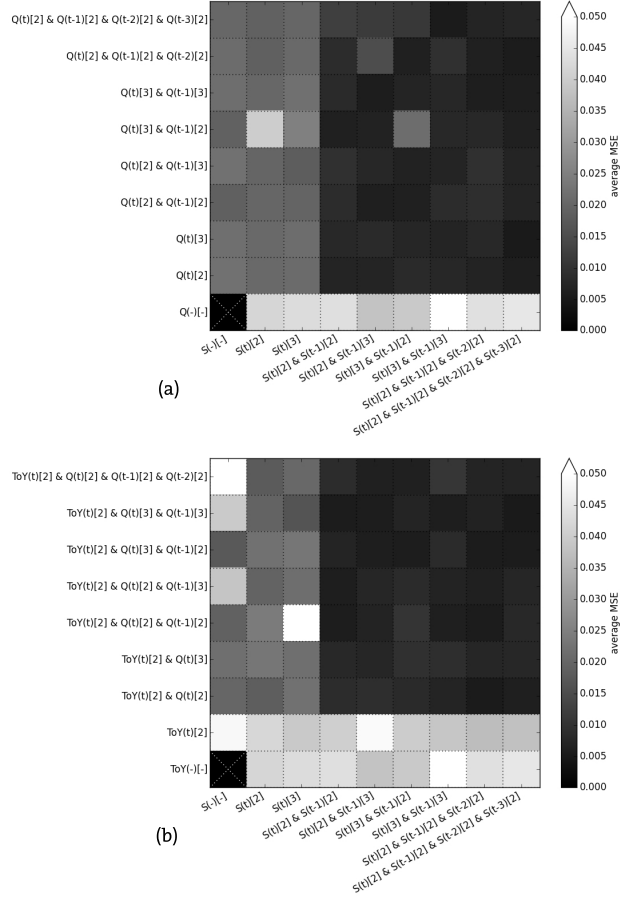 Q(t)[2] & Q(t-1)[2] & Q(t-2)[2] & Q(t-3)[2]
Q(t)[2] & Q(t-1)[2] & Q(t-2)[2]
Q(t)[3] & Q(t-1)[3]
Q(t)[3] & Q(t-1)[2]
Q(t)[2] & Q(t-1)[3]
Q(t)[2] & Q(t-1)[2]
Q(t)[3]
Q(t)[2]
Q(-)[-]
S(-)[-]
S(t)[2]
S(t)[3]
S(t)[2] & S(t-1)[2]
S(t)[2] & S(t-1)[3]
S(t)[3] & S(t-1)[2]
S(t)[3] & S(t-1)[3]
S(t)[2] & S(t-1)[2] & S(t-2)[2]
S(t)[2] & S(t-1)[2] & S(t-2)[2] & S(t-3)[2]
0.050
0.045
0.040
0.035
0.030
0.025
0.020
0.015
0.010
0.005
0.000
average MSE
(a)
ToY(t)[2] & Q(t)[2] & Q(t-1)[2] & Q(t-2)[2]
ToY(t)[2] & Q(t)[3] & Q(t-1)[3]
ToY(t)[2] & Q(t)[3] & Q(t-1)[2]
ToY(t)[2] & Q(t)[2] & Q(t-1)[3]
ToY(t)[2] & Q(t)[2] & Q(t-1)[2]
ToY(t)[2] & Q(t)[3]
ToY(t)[2] & Q(t)[2]
ToY(t)[2]
ToY(-)[-]
S(-)[-]
S(t)[2]
S(t)[3]
S(t)[2] & S(t-1)[2]
S(t)[2] & S(t-1)[3]
S(t)[3] & S(t-1)[2]
S(t)[3] & S(t-1)[3]
S(t)[2] & S(t-1)[2] & S(t-2)[2]
S(t)[2] & S(t-1)[2] & S(t-2)[2] & S(t-3)[2]
0.050
0.045
0.040
0.035
0.030
0.025
0.020
0.015
0.010
0.005
0.000
average MSE
(b)